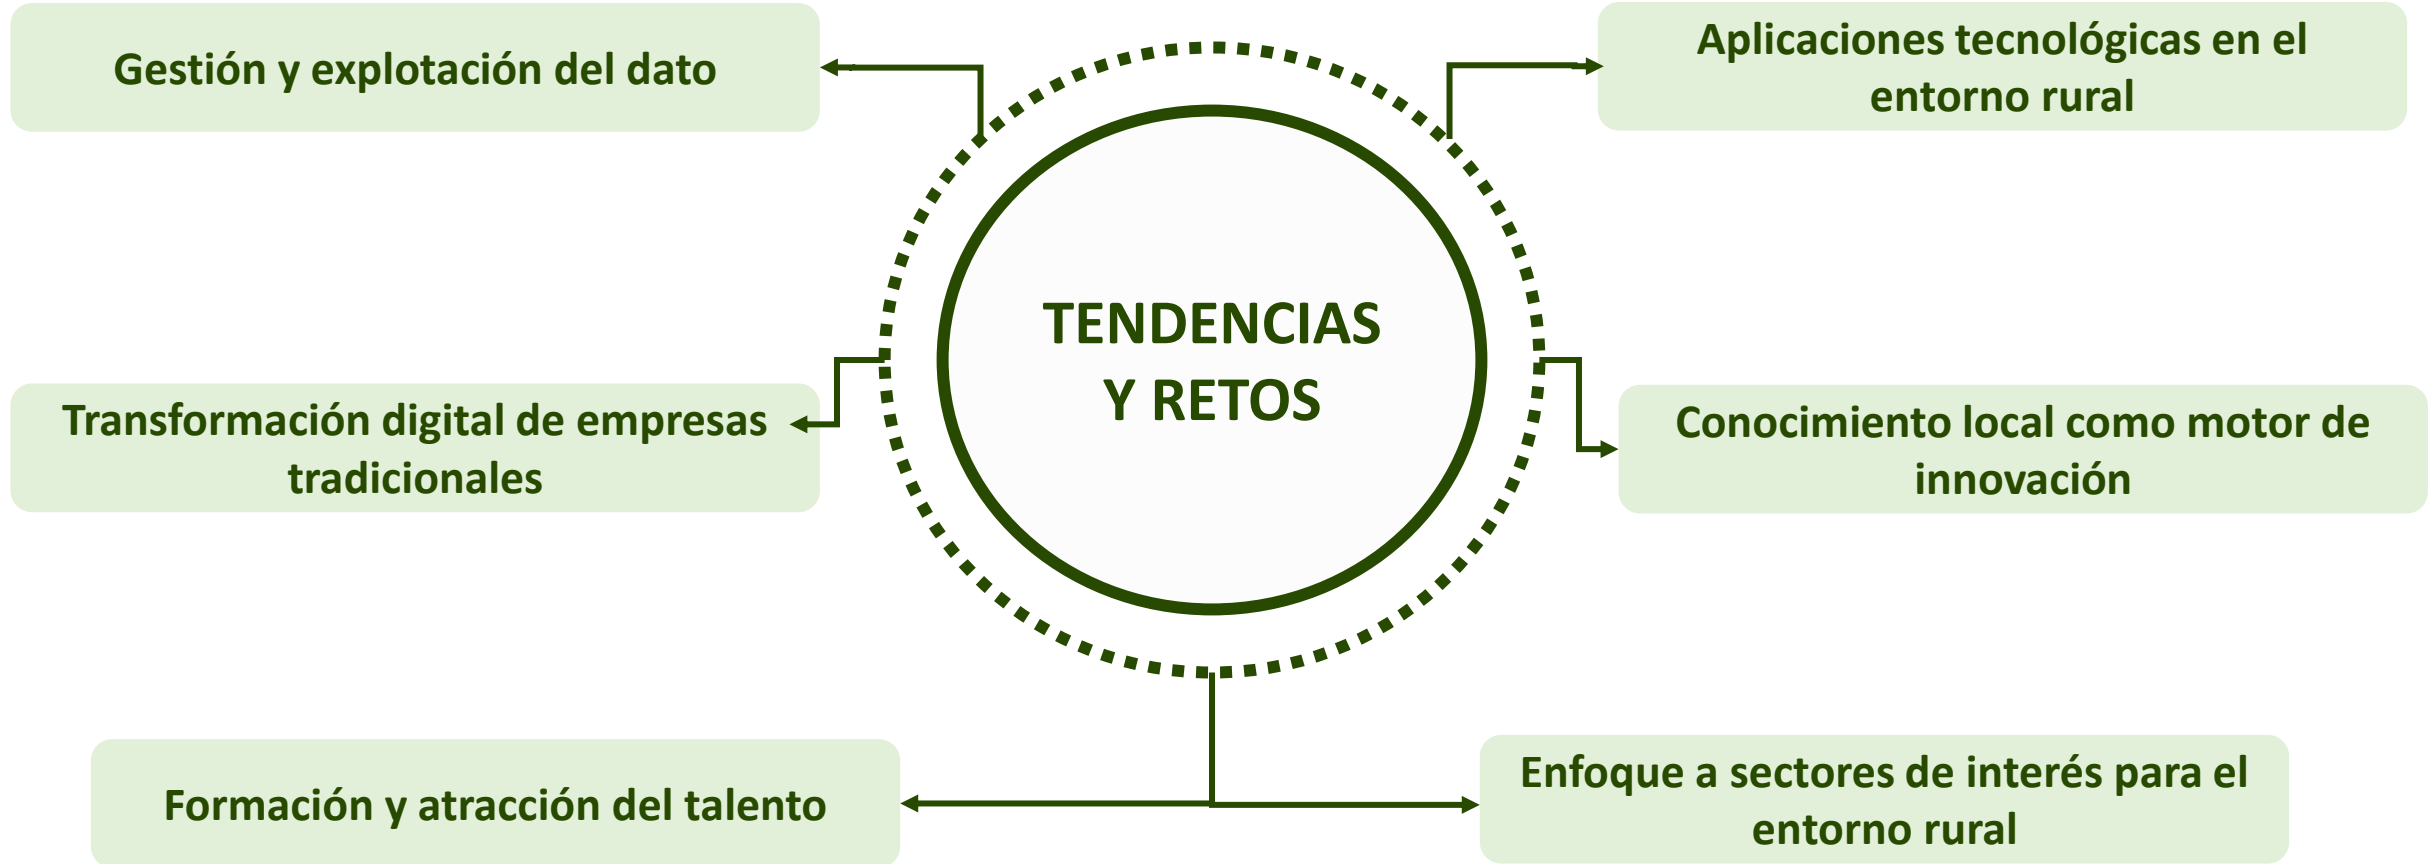 Gestión y explotación del dato
Aplicaciones tecnológicas en el
entorno rural
TENDENCIAS
Y RETOS
Transformación digital de empresas
tradicionales
Conocimiento local como motor de
innovación
Formación y atracción del talento
Enfoque a sectores de interés para el
entorno rural